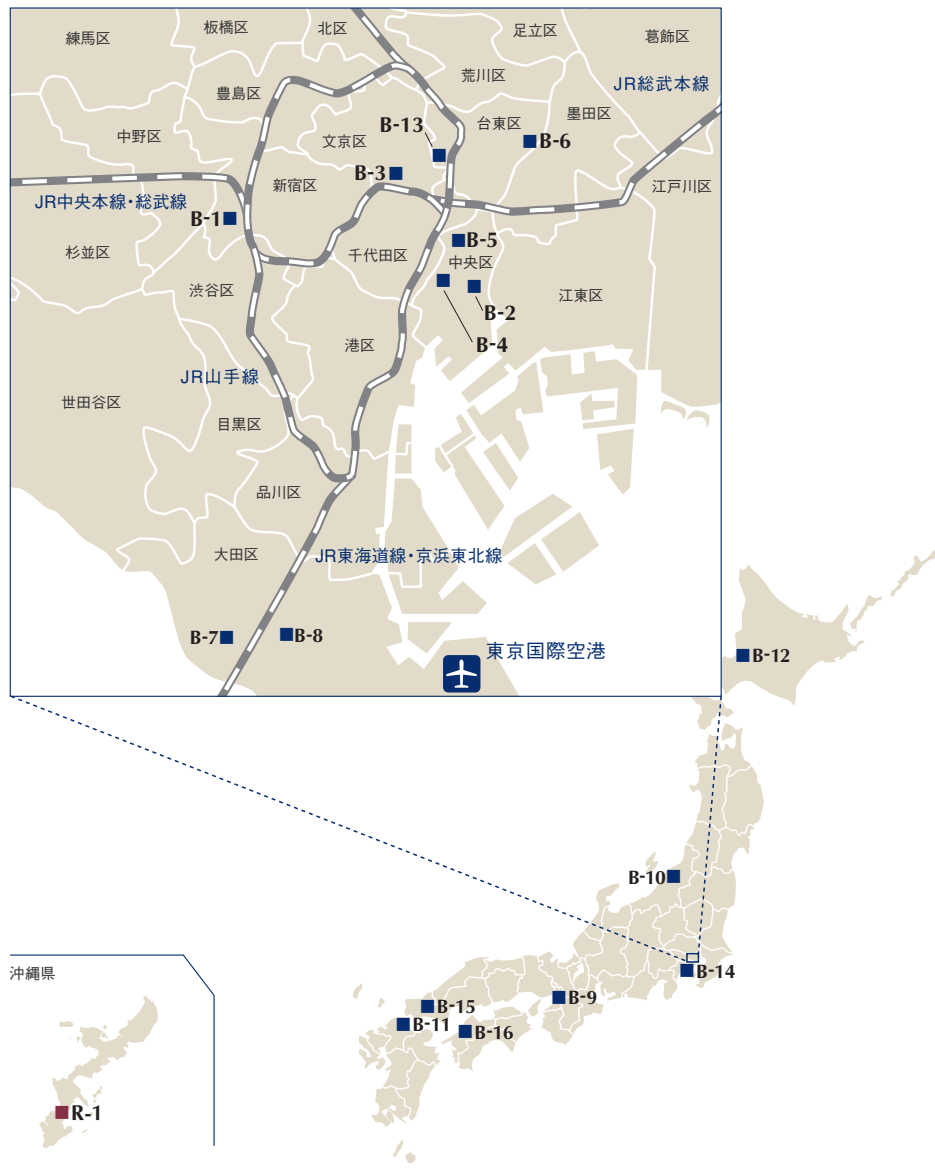 練馬区
板橋区
北区
足立区
葛飾区
荒川区
JR総武本線
豊島区
墨田区
台東区
中野区
文京区
B-13
B-6
B-3
新宿区
江戸川区
JR中央本線・総武線
B-1
B-5
杉並区
千代田区
中央区
渋谷区
江東区
B-2
B-4
港区
JR山手線
世田谷区
目黒区
品川区
大田区
JR東海道線・京浜東北線
B-7
B-8
東京国際空港
B-12
B-10
沖縄県
B-14
B-9
B-15
B-11
B-16
R-1